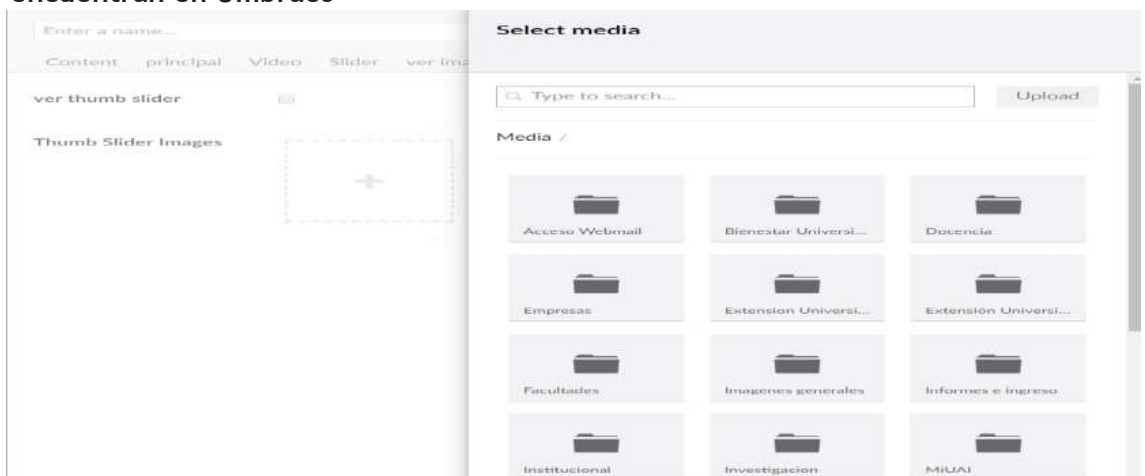 encuentran en Umbraco
Enter a name...
Select media
Content principal Video Slider ver ima
Type to search... Upload
ver thumb slider
Media /
Thumb Slider Images
Acceso Webmail Bienestar Universi... Docencia
Empresas Extension Universi... Extensión Universi...
Facultades Imagenes generales Informes e ingreso
Institucional Investigacion MiUAI